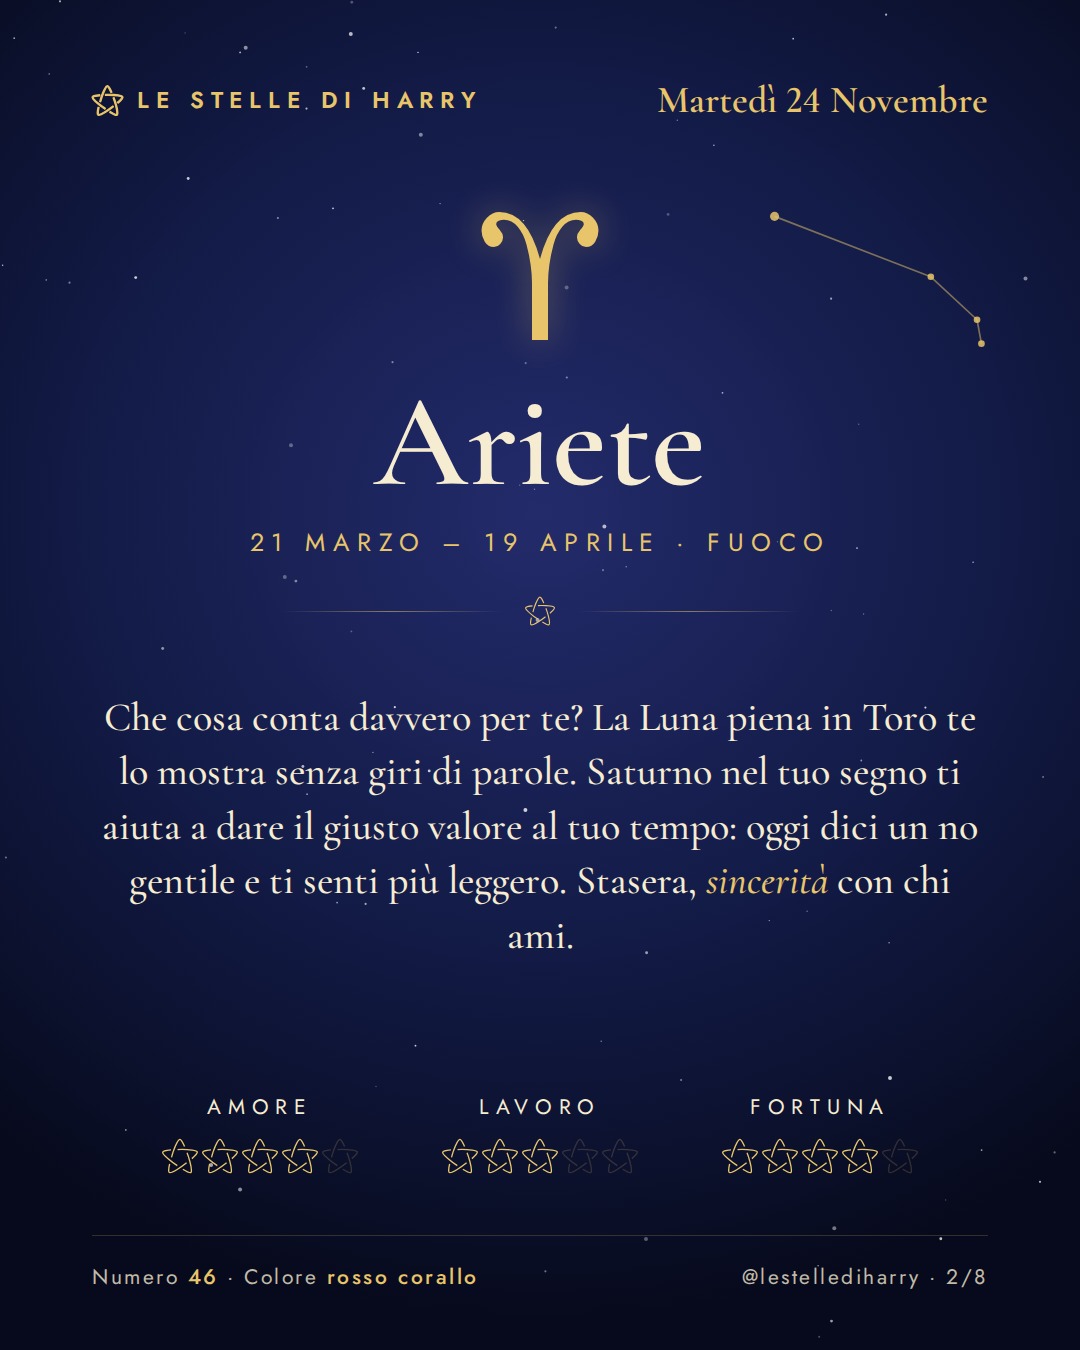 LE STELLE DI HARRY
Martedì 24 Novembre
Ariete
21 MARZO – 19 APRILE · FUOCO
Che cosa conta davvero per te? La Luna piena in Toro te
lo mostra senza giri di parole. Saturno nel tuo segno ti
aiuta a dare il giusto valore al tuo tempo: oggi dici un no
gentile e ti senti più leggero. Stasera, sincerità con chi
ami.
AMORE
LAVORO
FORTUNA
Numero 46 · Colore rosso corallo
@lestellediharry · 2/8